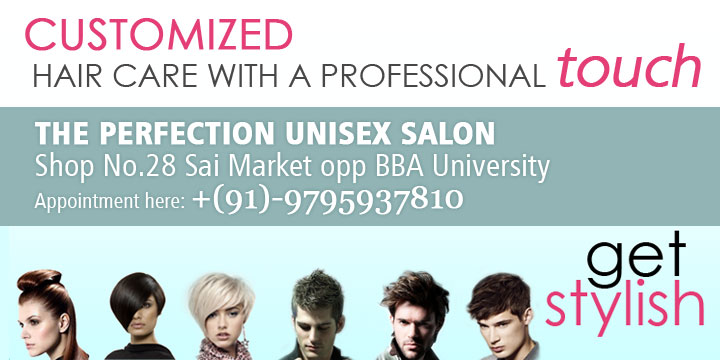 CUSTOMIZED
HAIR CARE WITH A PROFESSIONAL touch
THE PERFECTION UNISEX SALON
Shop No.28 Sai Market opp BBA University
Appointment here: +(91)-9795937810
get
stylish